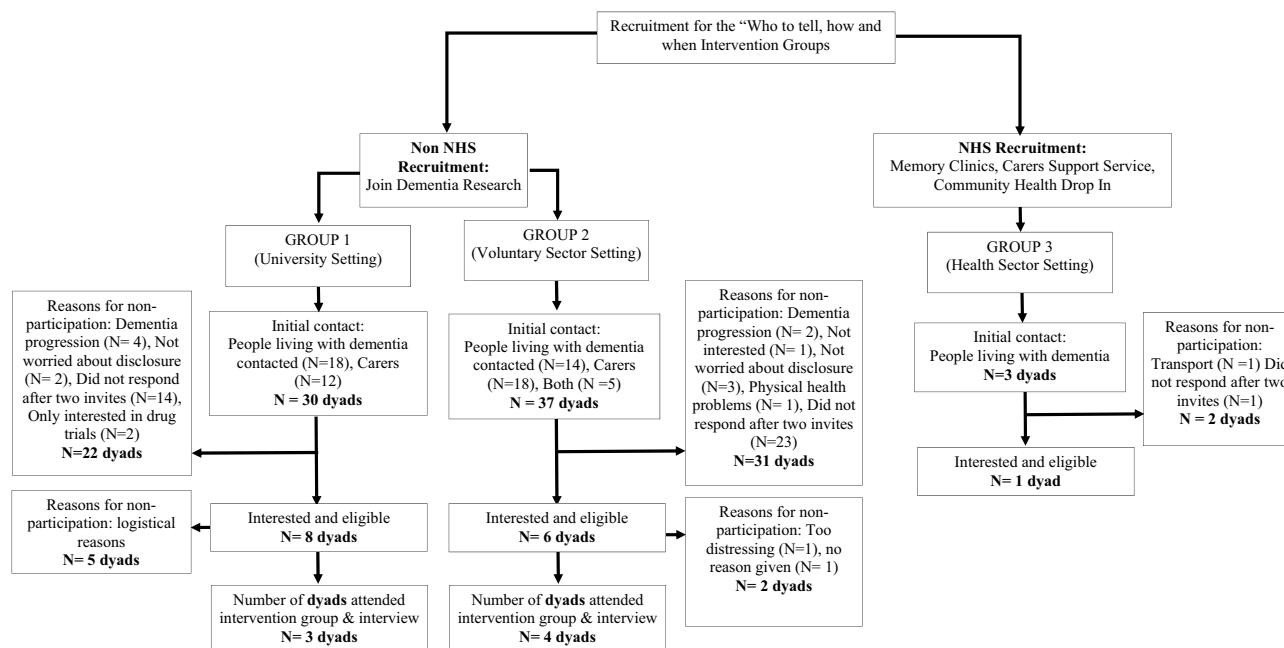 Recruitment for the “Who to tell, how and
when Intervention Groups
Non NHS
Recruitment:
Join Dementia Research
NHS Recruitment:
Memory Clinics, Carers Support Service,
Community Health Drop In
GROUP 1
(University Setting)
GROUP 2
(Voluntary Sector Setting)
GROUP 3
(Health Sector Setting)
Reasons for non-
participation: Dementia
progression (N= 4), Not
worried about disclosure
(N= 2), Did not respond
after two invites (N=14),
Only interested in drug
trials (N=2)
N=22 dyads
Initial contact:
People living with dementia
contacted (N=18), Carers
(N=12)
N = 30 dyads
Initial contact:
People living with dementia
contacted (N=14), Carers
(N=18), Both (N =5)
N = 37 dyads
Reasons for non-
participation: Dementia
progression (N= 2), Not
interested (N= 1), Not
worried about disclosure
(N=3), Physical health
problems (N= 1), Did not
respond after two invites
(N=23)
N=31 dyads
Initial contact:
People living with dementia
N=3 dyads
Reasons for non-
participation:
Transport (N =1) Did
not respond after two
invites (N=1)
N = 2 dyads
Interested and eligible
N= 1 dyad
Reasons for non-
participation: logistical
reasons
N= 5 dyads
Interested and eligible
N= 8 dyads
Interested and eligible
N= 6 dyads
Reasons for non-
participation: Too
distressing (N=1), no
reason given (N= 1)
N= 2 dyads
Number of dyads attended
intervention group & interview
N= 3 dyads
Number of dyads attended
intervention group & interview
N= 4 dyads